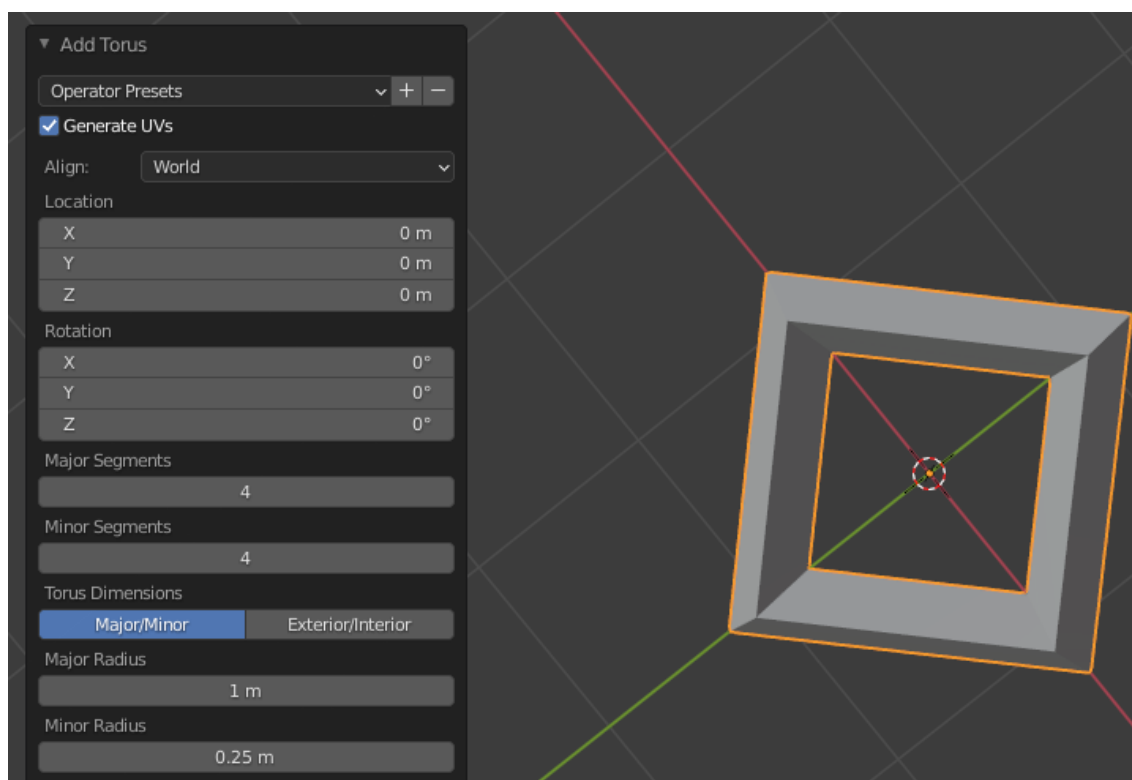 Add Torus
Operator Presets
Generate UVs
Align: World
Location
X 0 m
Y 0 m
Z 0 m
Rotation
X 0°
Y 0°
Z 0°
Major Segments
4
Minor Segments
4
Torus Dimensions
Major/Minor Exterior/Interior
Major Radius
1 m
Minor Radius
0.25 m